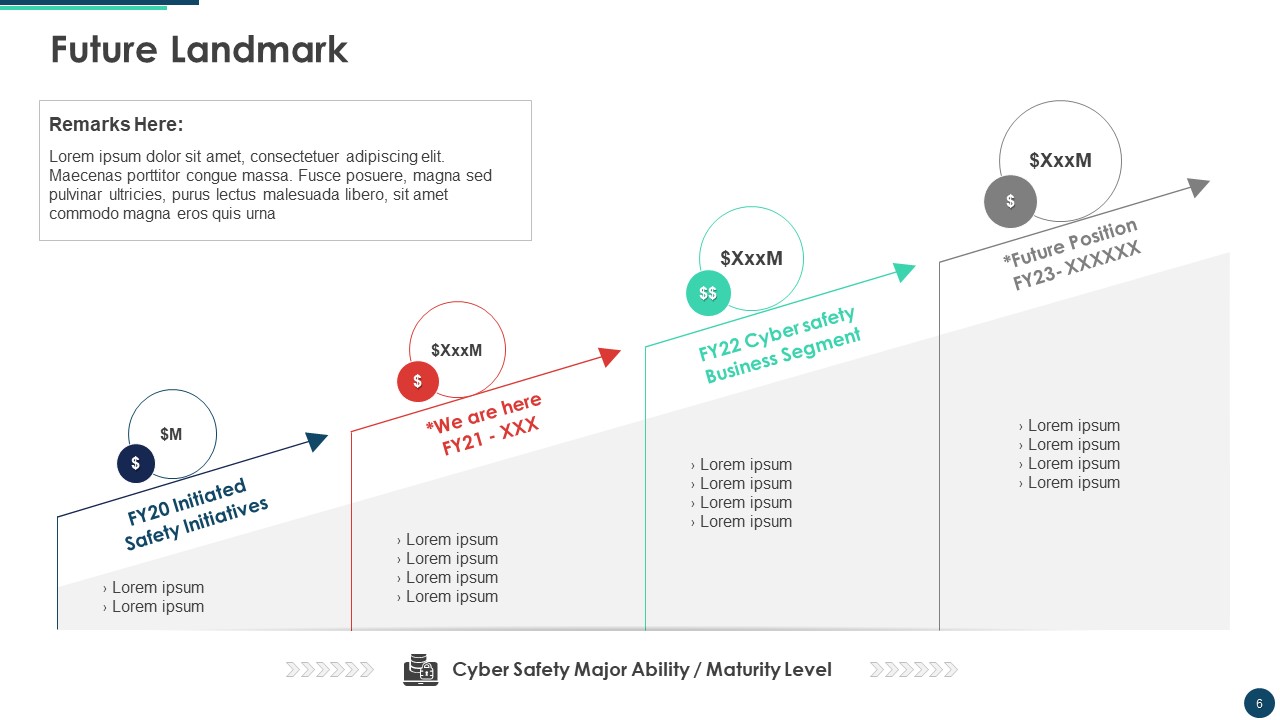 Future Landmark
Remarks Here:
Lorem ipsum dolor sit amet, consectetuer adipiscing elit.
Maecenas porttitor congue massa. Fusce posuere, magna sed
pulvinar ultricies, purus lectus malesuada libero, sit amet
commodo magna eros quis urna
$M
$
FY20 Initiated
Safety Initiatives
› Lorem ipsum
› Lorem ipsum
$XxxM
$
*We are here
FY21 - XXX
› Lorem ipsum
› Lorem ipsum
› Lorem ipsum
› Lorem ipsum
$XxxM
$$
FY22 Cyber safety
Business Segment
› Lorem ipsum
› Lorem ipsum
› Lorem ipsum
› Lorem ipsum
$XxxM
$
*Future Position
FY23- XXXXXX
› Lorem ipsum
› Lorem ipsum
› Lorem ipsum
› Lorem ipsum
Cyber Safety Major Ability / Maturity Level
6